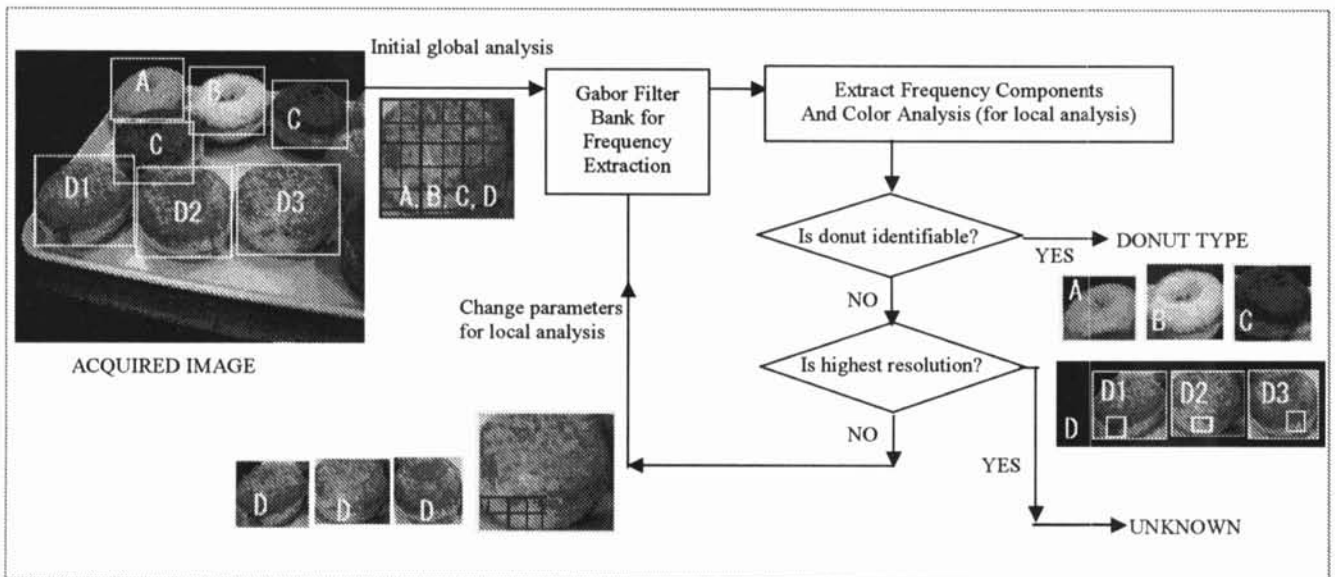 Initial global analysis
A
B
C
C
D1
D2
D3
ACQUIRED IMAGE
A, B, C, D
Gabor Filter
Bank for
Frequency
Extraction
Extract Frequency Components
And Color Analysis (for local analysis)
Is donut identifiable?
YES
DONUT TYPE
A
B
C
NO
Change parameters
for local analysis
Is highest resolution?
D1
D2
D3
D
NO
YES
D
D
D
UNKNOWN